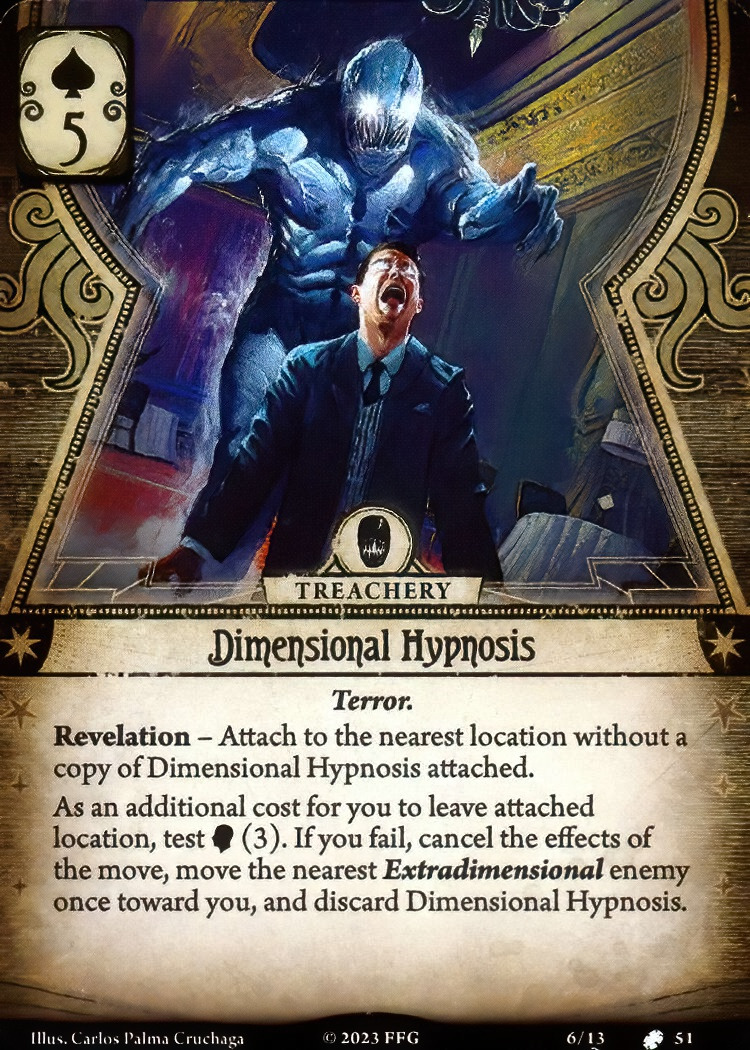 5
TREACHERY
Dimensional Hypnosis
Terror.
Revelation – Attach to the nearest location without a
copy of Dimensional Hypnosis attached.
As an additional cost for you to leave attached
location, test (3). If you fail, cancel the effects of
the move, move the nearest Extradimensional enemy
once toward you, and discard Dimensional Hypnosis.
Illus. Carlos Palma Cruchaga © 2023 FFG 6/13 51